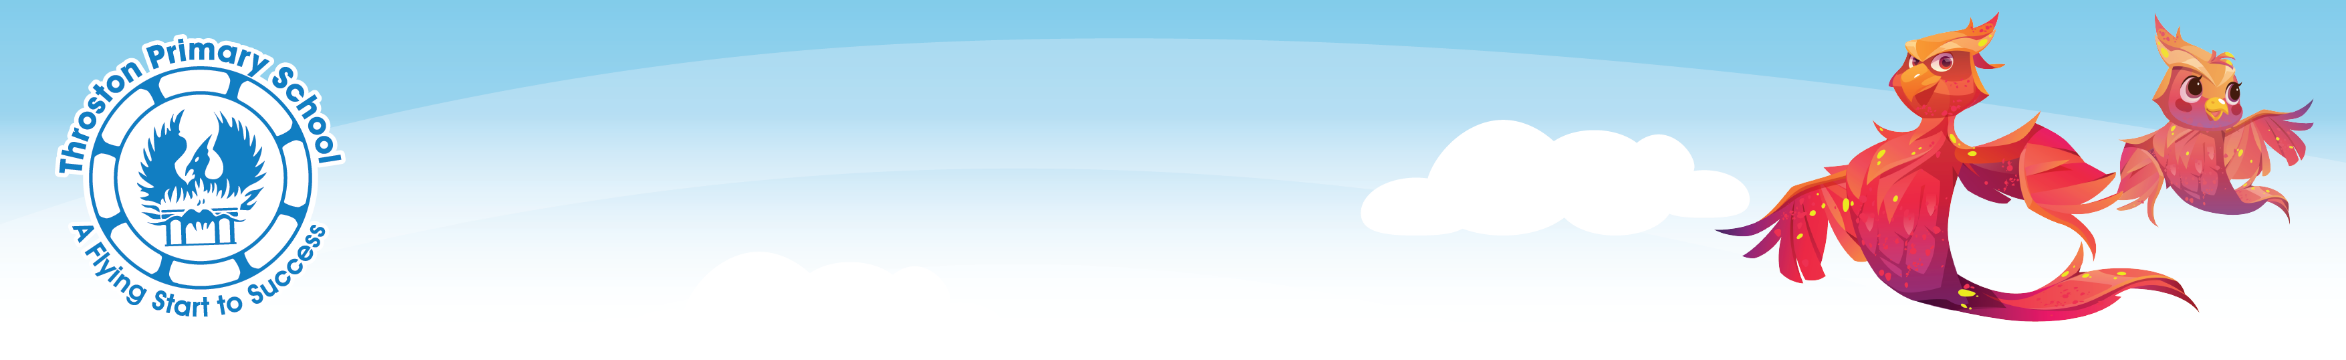 Throston Primary School
A Flying Start to Success